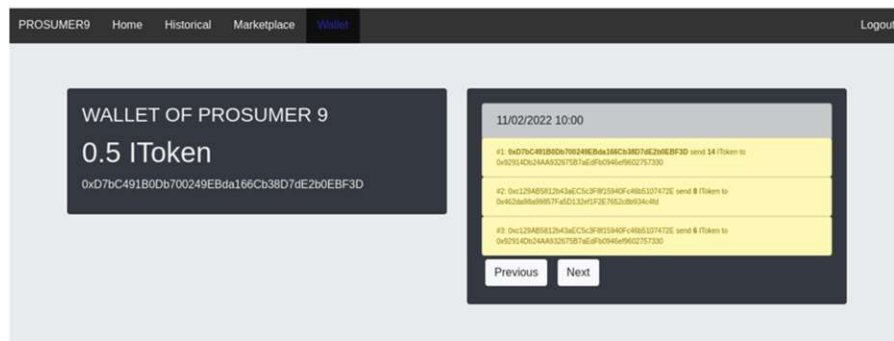 PROSUMER9 Home Historical Marketplace Wallet Logout
WALLET OF PROSUMER 9
0.5 IToken
0xD7bC491B0Db700249EBda166Cb38D7dE2b0EBF3D
11/02/2022 10:00
#1: 0xD7bC491B0Db700249EBda166Cb38D7dE2b0EBF3D send 14 IToken to
0x92914Db24AA932675B7aEdFb0946ef9602757330
#2: 0xc129AB5812b43aEC5c3F8f15940Fc46b5107472E send 8 IToken to
0x462da98a99857Fa5D132ef1F2E7652c8b934c4fd
#3: 0xc129AB5812b43aEC5c3F8f15940Fc46b5107472E send 6 IToken to
0x92914Db24AA932675B7aEdFb0946ef9602757330
Previous Next